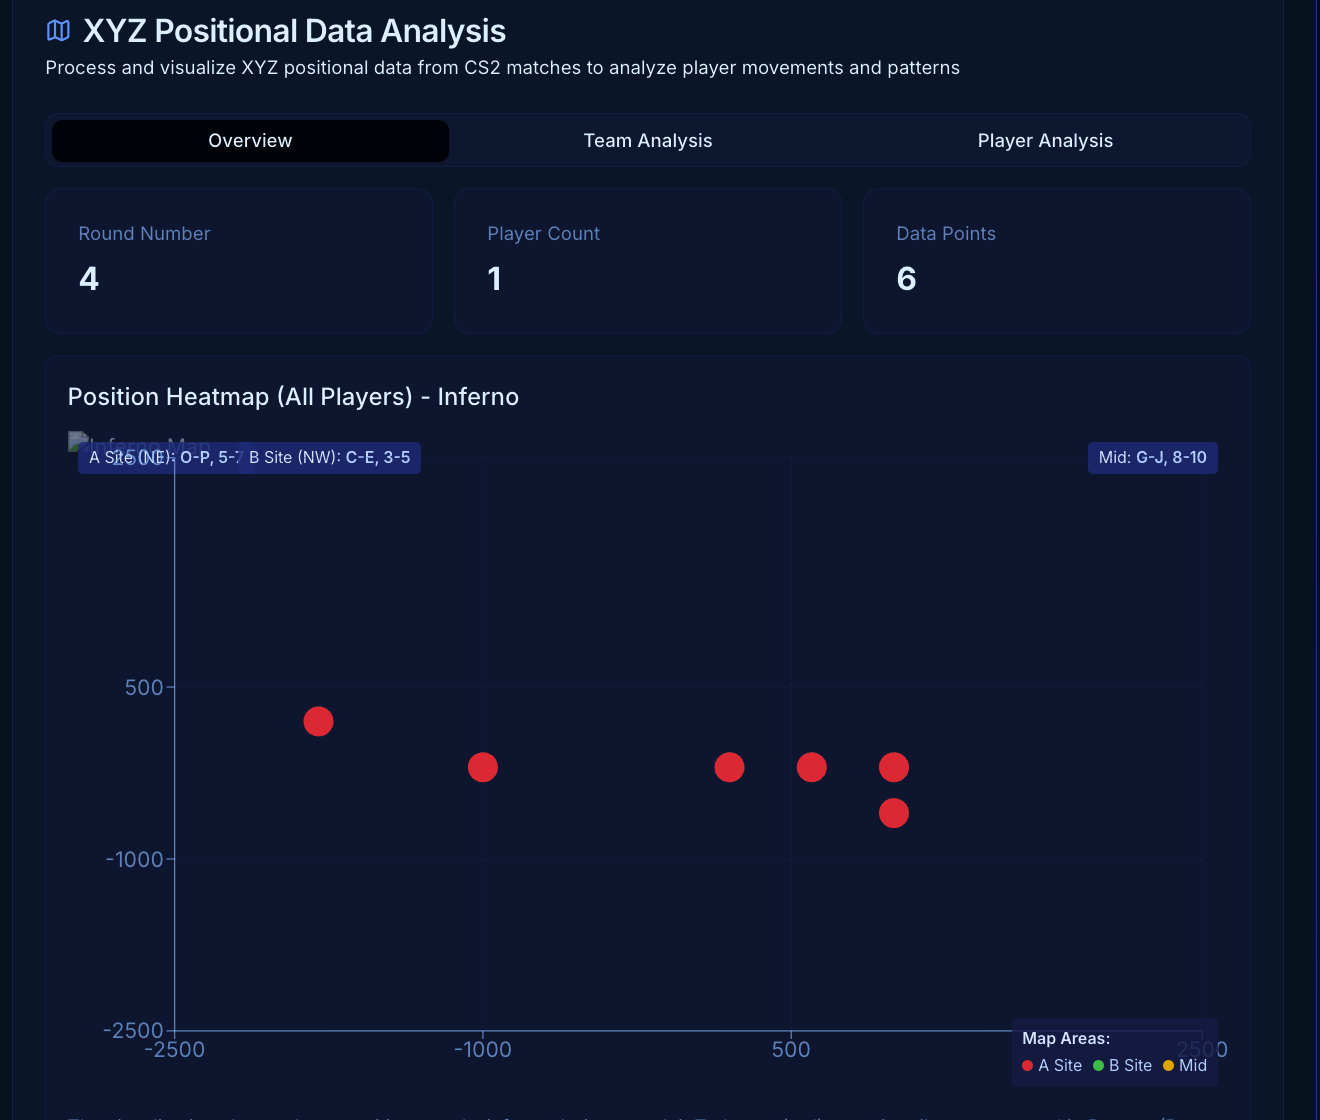 XYZ Positional Data Analysis
Process and visualize XYZ positional data from CS2 matches to analyze player movements and patterns
Overview
Team Analysis
Player Analysis
Round Number
4
Player Count
1
Data Points
6
Position Heatmap (All Players) - Inferno
Inferno Map
A Site (NE): O-P, 5-7
B Site (NW): C-E, 3-5
Mid: G-J, 8-10
2500
500
-1000
-2500
-2500
-1000
500
2500
Map Areas:
A Site
B Site
Mid